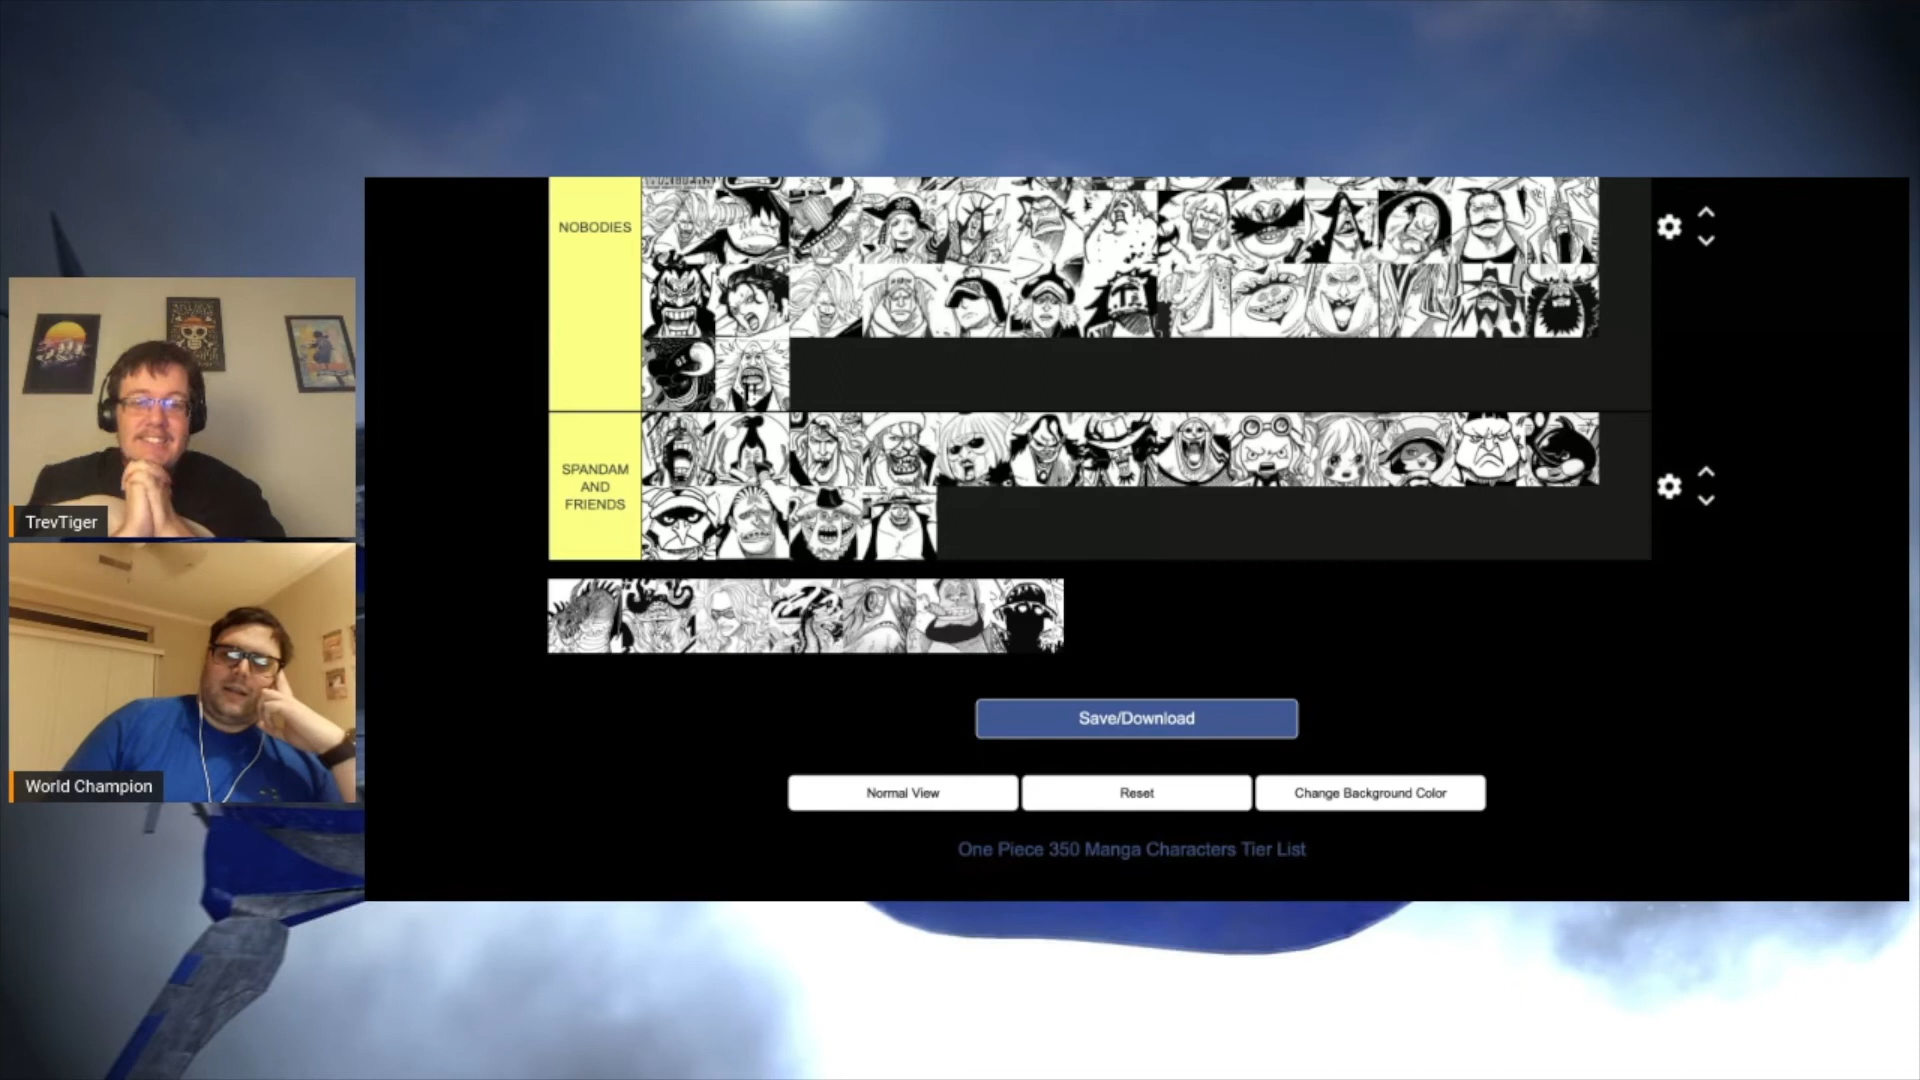 NOBODIES
SPANDAM
AND
FRIENDS
TrevTiger
World Champion
Save/Download
Normal View
Reset
Change Background Color
One Piece 350 Manga Characters Tier List